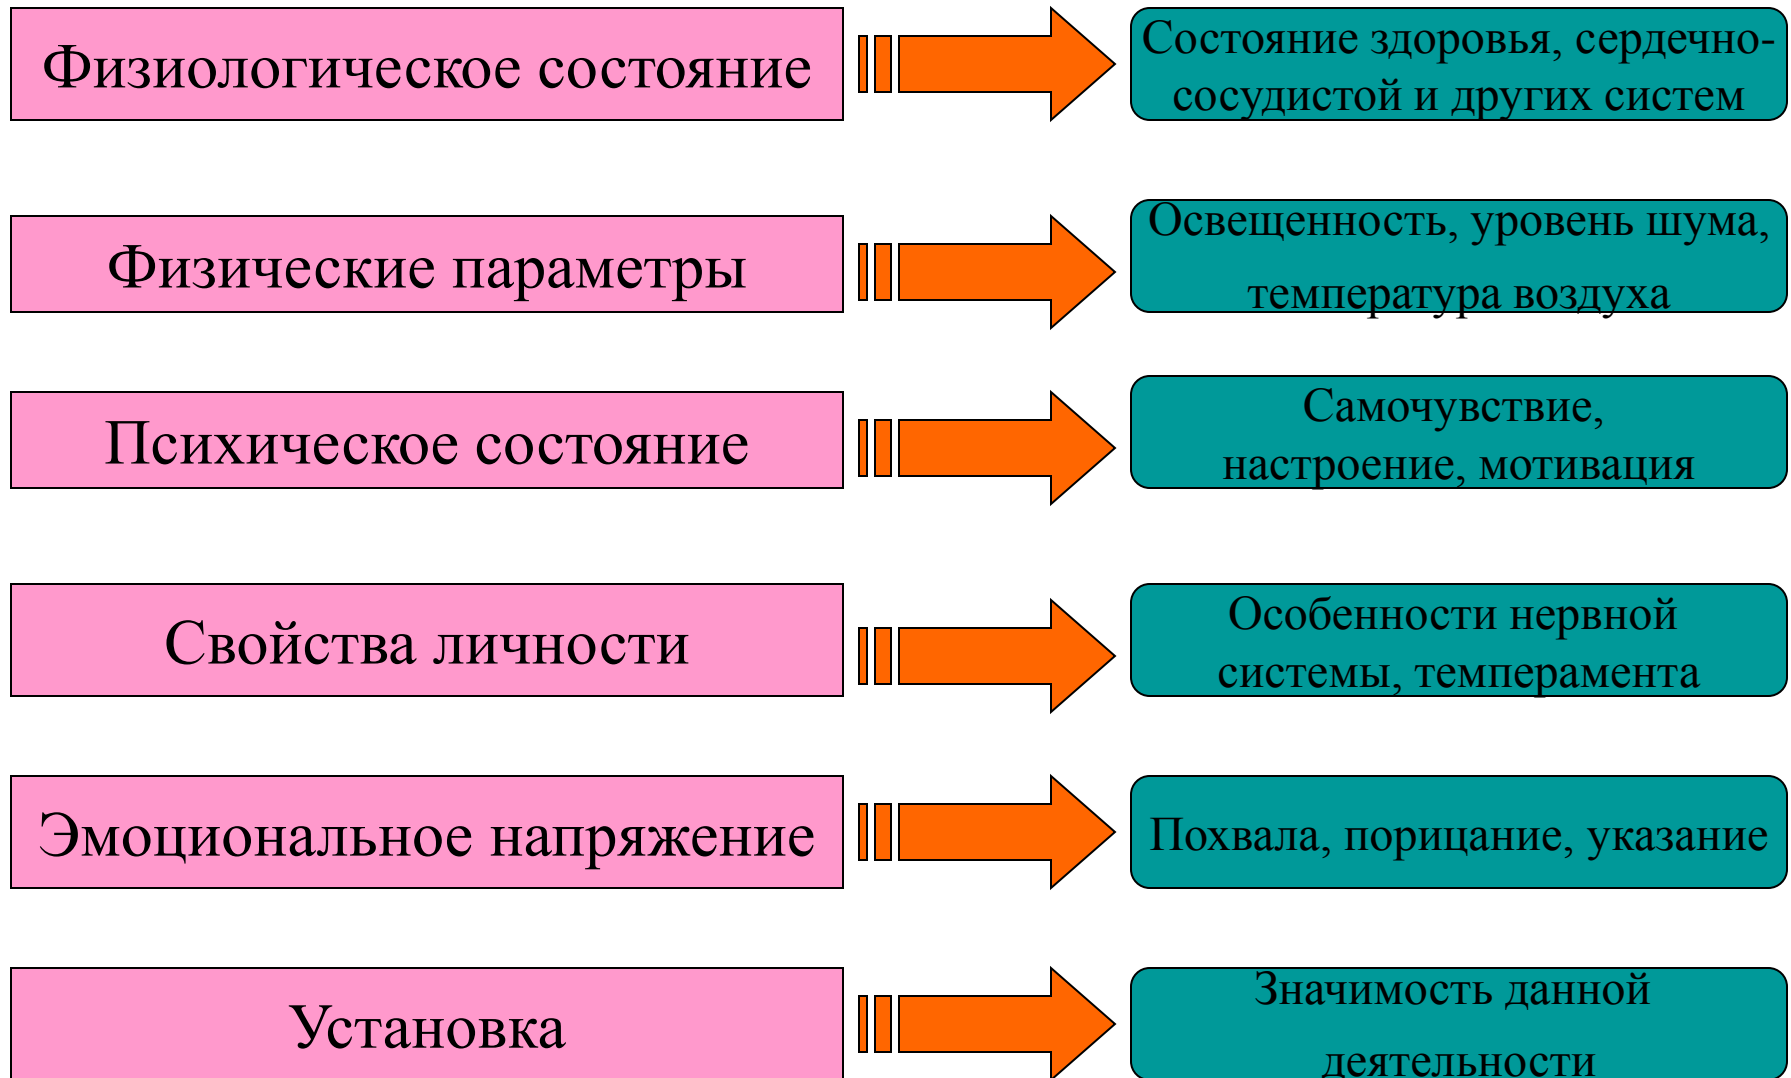 Физиологическое состояние
Состояние здоровья, сердечно-
сосудистой и других систем
Физические параметры
Освещенность, уровень шума,
температура воздуха
Психическое состояние
Самочувствие,
настроение, мотивация
Свойства личности
Особенности нервной
системы, темперамента
Эмоциональное напряжение
Похвала, порицание, указание
Установка
Значимость данной
деятельности